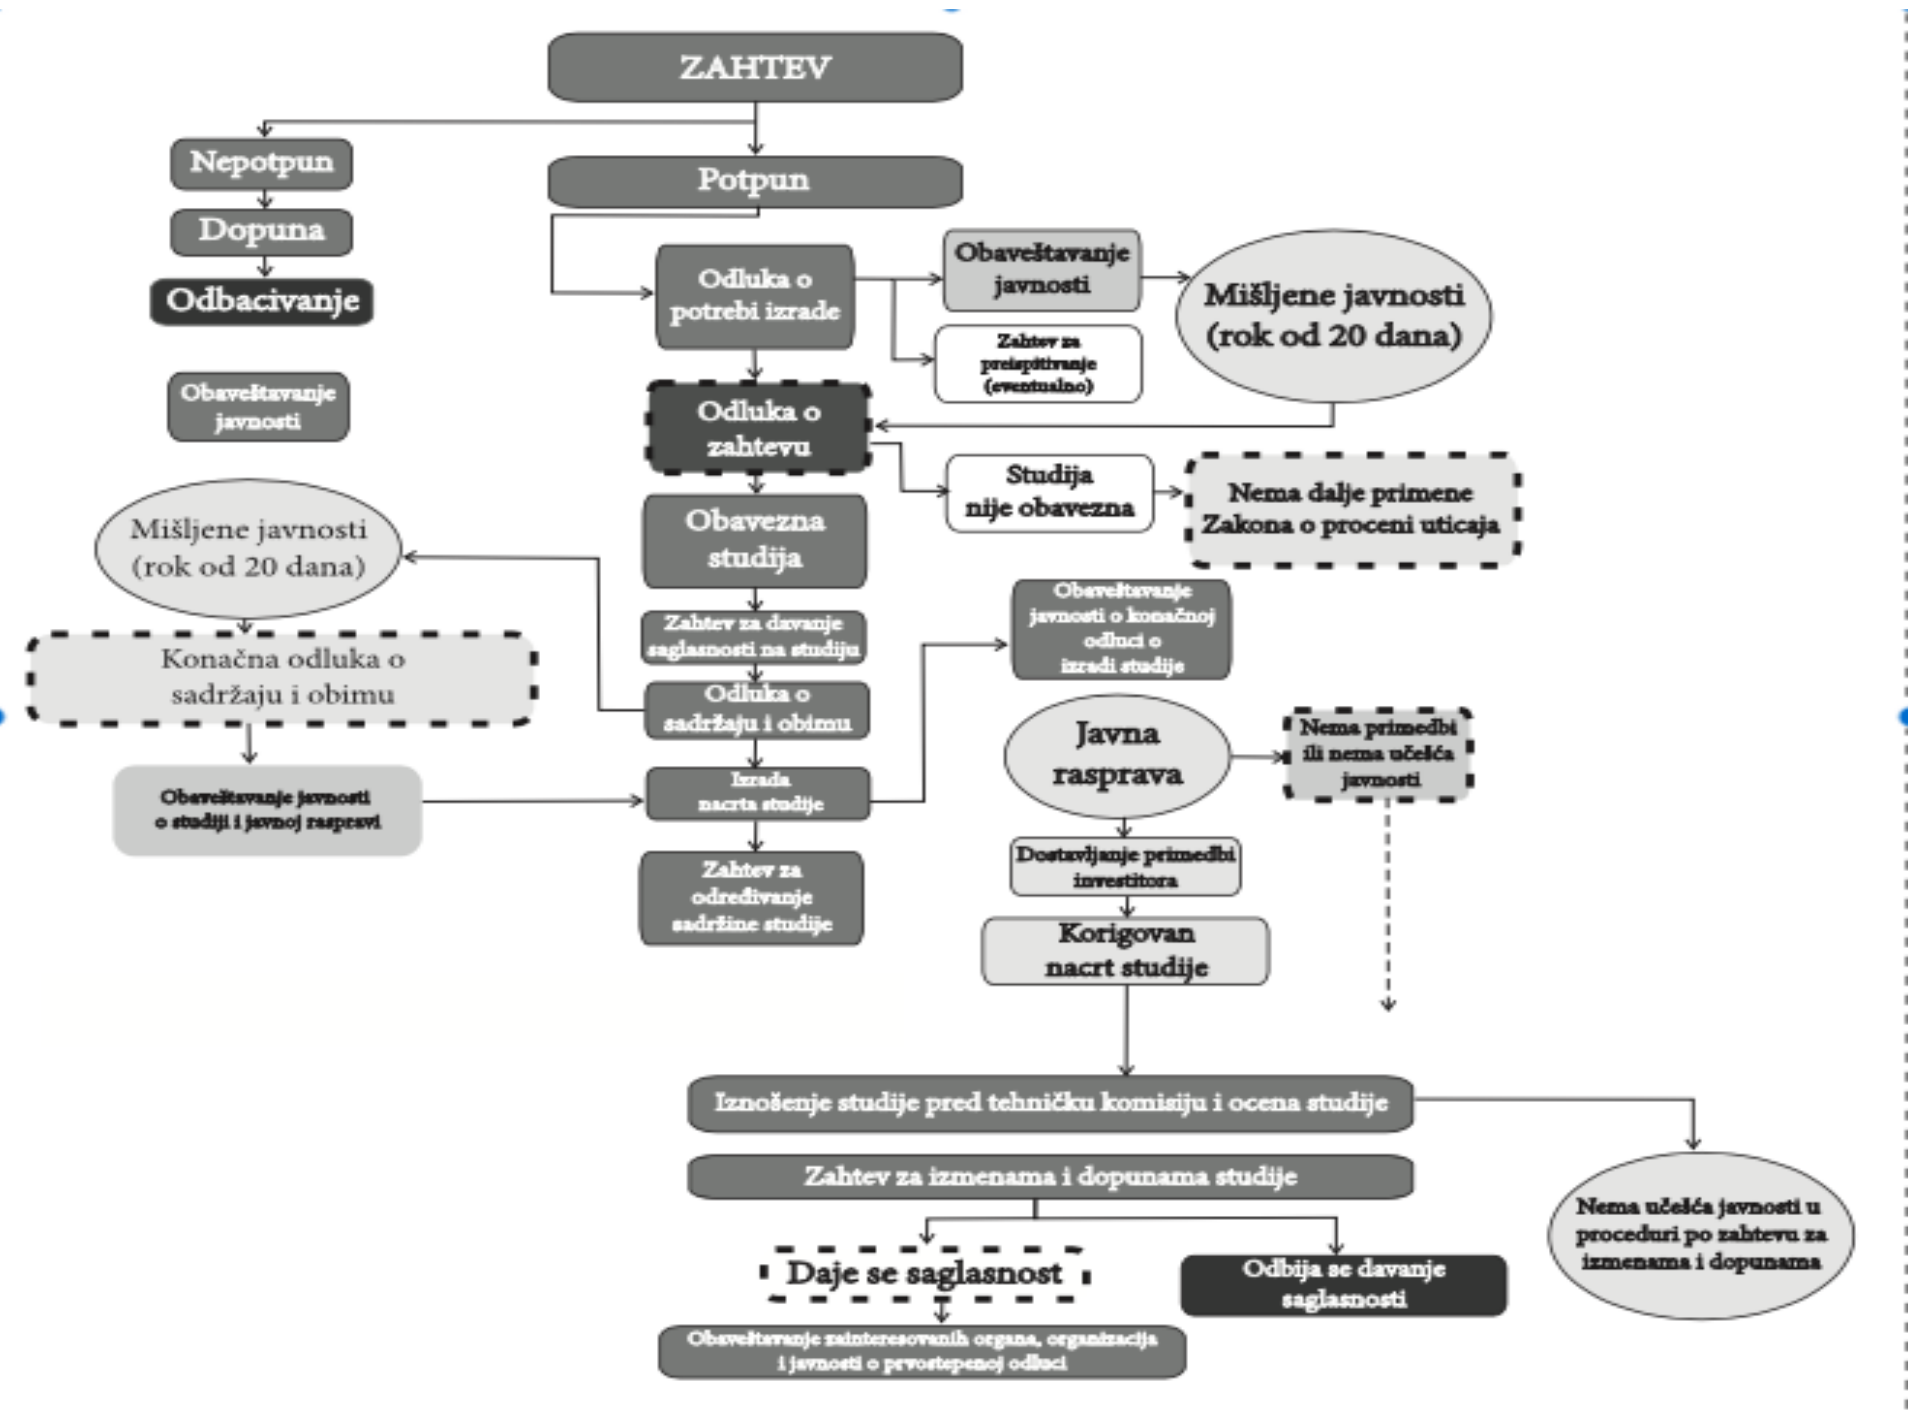 ZAHTEV
Nepotpun
Potpun
Dopuna
Odbacivanje
Odluka o
potrebi izrade
Obaveštavanje
javnosti
Mišljene javnosti
(rok od 20 dana)
Zahtev za
preispitivanje
(eventualno)
Obaveštavanje
javnosti
Odluka o
zahtevu
Studija
nije obavezna
Nema dalje primene
Zakona o proceni uticaja
Obavezna
studija
Mišljene javnosti
(rok od 20 dana)
Zahtev za davanje
saglasnosti na studiju
Obaveštavanje
javnosti o konačnoj
odluci o
izradi studije
Konačna odluka o
sadržaju i obimu
Odluka o
sadržaju i obimu
Javna
rasprava
Nema primedbi
ili nema učešća
javnosti
Obaveštavanje javnosti
o studiji i javnoj raspravi
Izrada
nacrta studije
Dostavljanje primedbi
investitora
Zahtev za
određivanje
sadržine studije
Korigovan
nacrt studije
Iznošenje studije pred tehničku komisiju i ocena studije
Zahtev za izmenama i dopunama studije
Nema učešća javnosti u
proceduri po zahtevu za
izmenama i dopunama
Daje se saglasnost
Odbija se davanje
saglasnosti
Obaveštavanje zainteresovanih organa, organizacija
i javnosti o prvostepenoj odluci